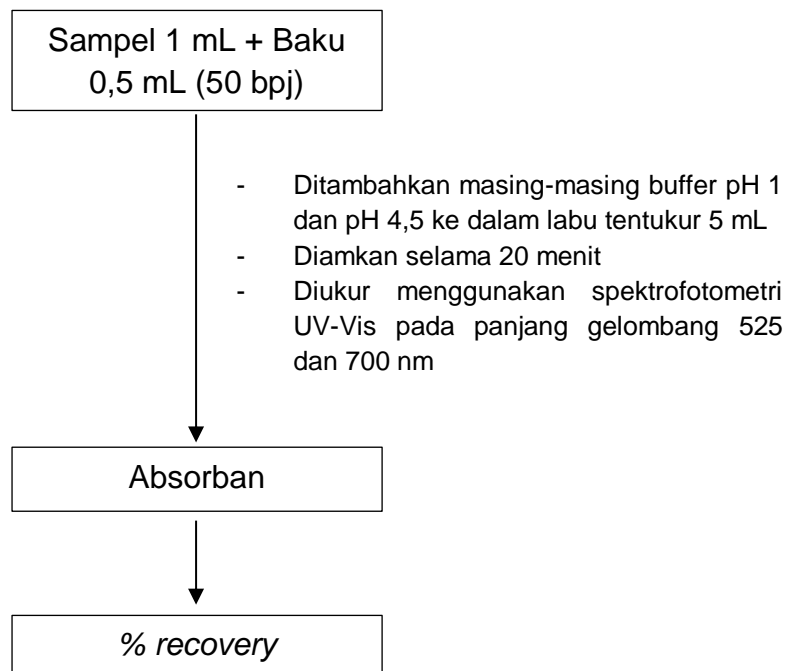 Sampel 1 mL + Baku
0,5 mL (50 bpj)
- Ditambahkan masing-masing buffer pH 1
dan pH 4,5 ke dalam labu tentukur 5 mL
- Diamkan selama 20 menit
- Diukur menggunakan spektrofotometri
UV-Vis pada panjang gelombang 525
dan 700 nm
Absorban
% recovery